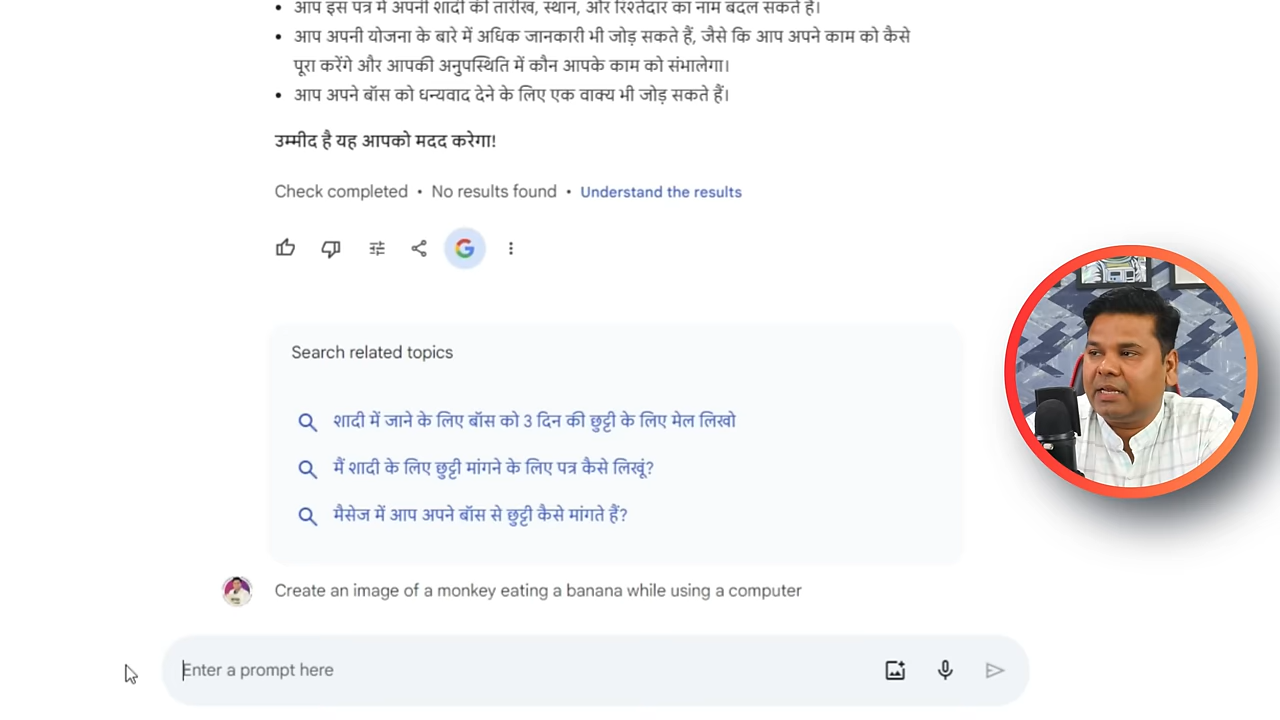 आप इस पत्र में अपनी शादी की तारीख, स्थान, और रिश्तेदार का नाम बदल सकते हैं।
आप अपनी योजना के बारे में अधिक जानकारी भी जोड़ सकते हैं, जैसे कि आप अपने काम को कैसे
पूरा करेंगे और आपकी अनुपस्थिति में कौन आपके काम को संभालेगा।
आप अपने बॉस को धन्यवाद देने के लिए एक वाक्य भी जोड़ सकते हैं।
उम्मीद है यह आपको मदद करेगा!
Check completed • No results found • Understand the results
Search related topics
शादी में जाने के लिए बॉस को 3 दिन की छुट्टी के लिए मेल लिखो
मैं शादी के लिए छुट्टी मांगने के लिए पत्र कैसे लिखूं?
मैसेज में आप अपने बॉस से छुट्टी कैसे मांगते हैं?
Create an image of a monkey eating a banana while using a computer
Enter a prompt here